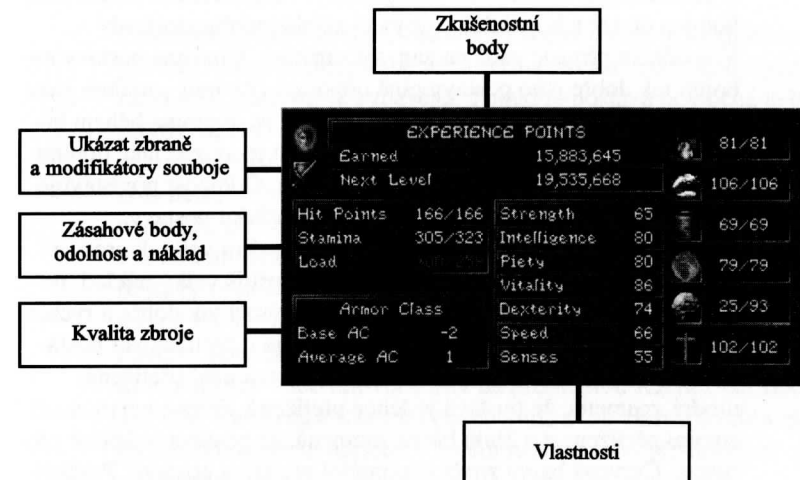 Zkušenostní
body
Ukázat zbraně
a modifikátory souboje
Zásahové body,
odolnost a náklad
Kvalita zbroje
EXPERIENCE POINTS
Earned 15,883,645
Next Level 19,535,668
Hit Points 166/166
Stamina 305/323
Load
Armor Class
Base AC -2
Average AC 1
Strength 65
Intelligence 80
Piety 80
Vitality 86
Dexterity 74
Speed 66
Senses 55
81/81
106/106
69/69
79/79
25/93
102/102
Vlastnosti